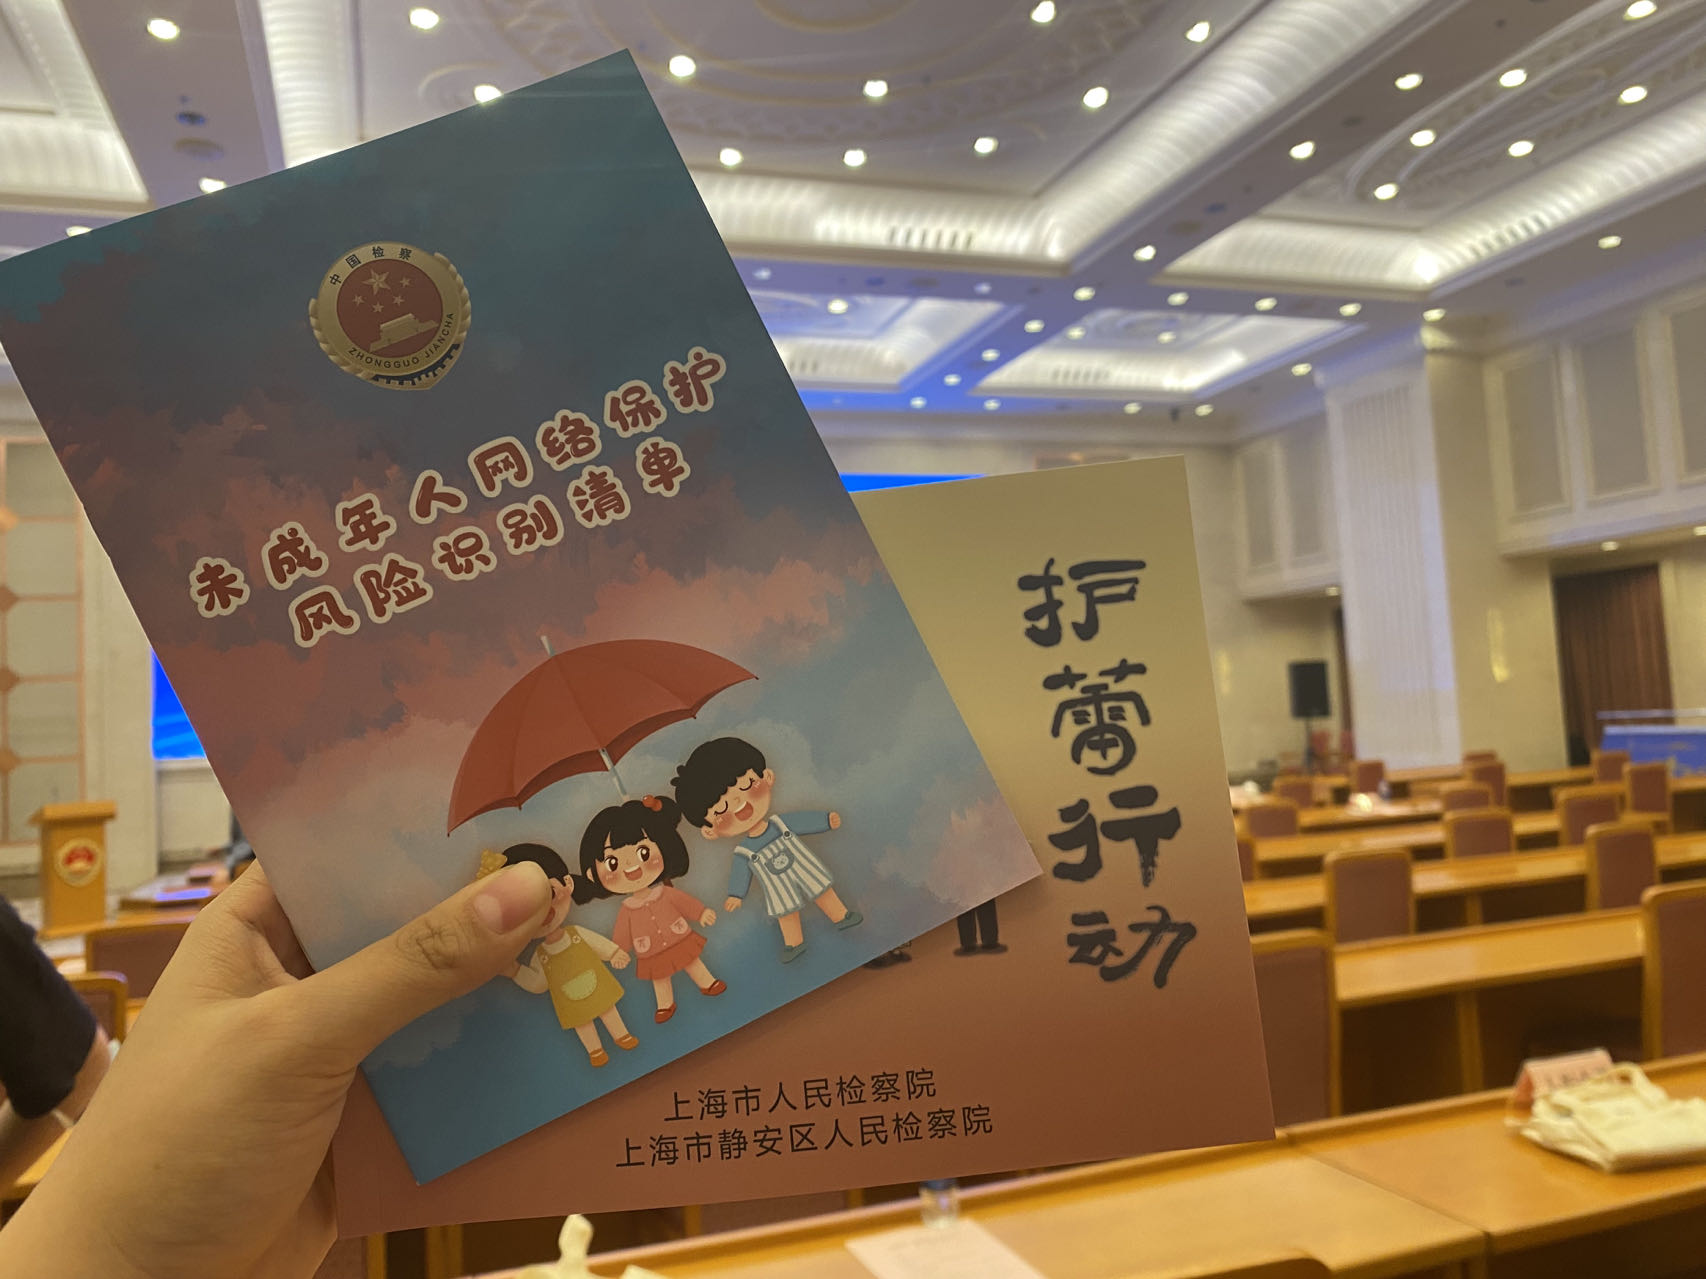 中国检察
ZHONGGUO JIANCHA
未成年人网络保护
风险识别清单
护蕾行动
上海市人民检察院
上海市静安区人民检察院